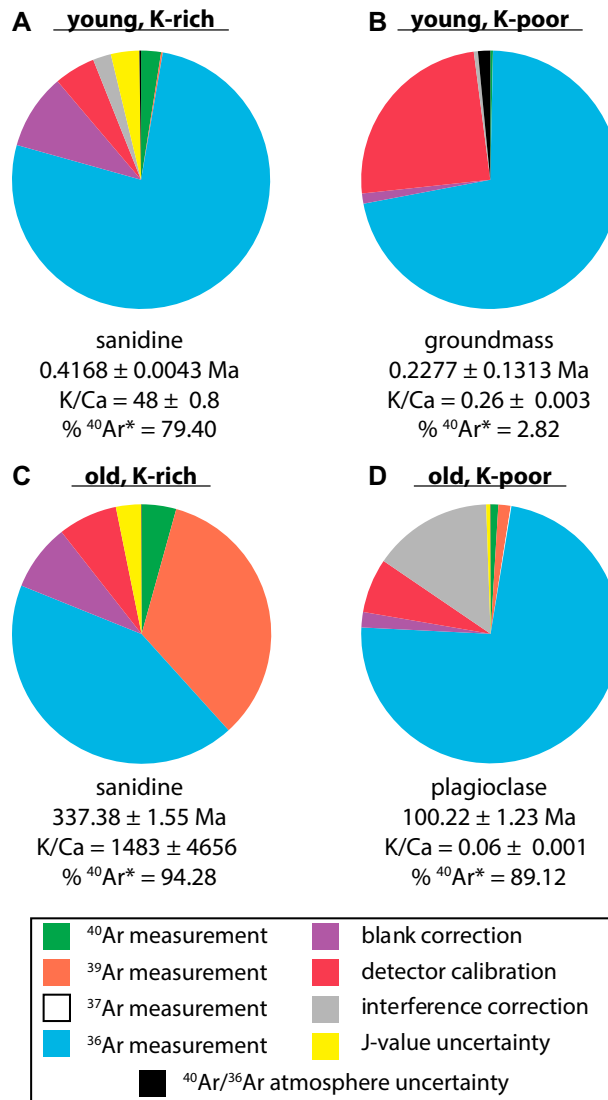 A young, K-rich
B young, K-poor
sanidine
0.4168 ± 0.0043 Ma
K/Ca = 48 ± 0.8
% ⁴⁰Ar* = 79.40
groundmass
0.2277 ± 0.1313 Ma
K/Ca = 0.26 ± 0.003
% ⁴⁰Ar* = 2.82
C old, K-rich
D old, K-poor
sanidine
337.38 ± 1.55 Ma
K/Ca = 1483 ± 4656
% ⁴⁰Ar* = 94.28
plagioclase
100.22 ± 1.23 Ma
K/Ca = 0.06 ± 0.001
% ⁴⁰Ar* = 89.12
⁴⁰Ar measurement
³⁹Ar measurement
³⁷Ar measurement
³⁶Ar measurement
blank correction
detector calibration
interference correction
J-value uncertainty
⁴⁰Ar/³⁶Ar atmosphere uncertainty